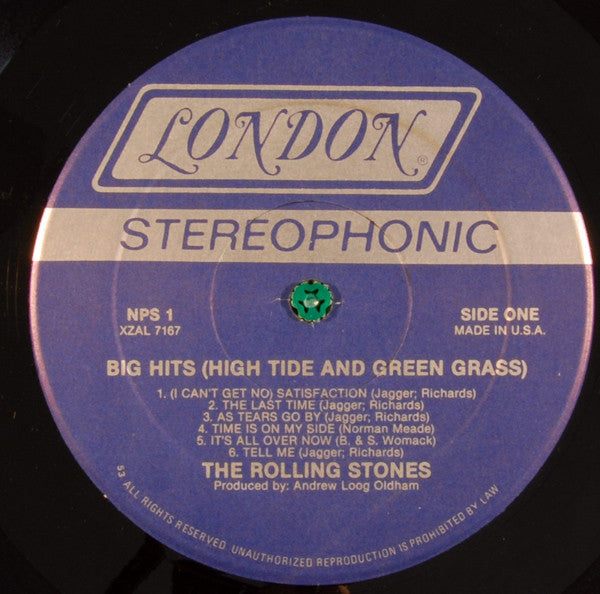 LONDON®
STEREOPHONIC
NPS 1
XZAL 7167
SIDE ONE
MADE IN U.S.A.
BIG HITS (HIGH TIDE AND GREEN GRASS)
1. (I CAN'T GET NO) SATISFACTION (Jagger; Richards)
2. THE LAST TIME (Jagger; Richards)
3. AS TEARS GO BY (Jagger; Richards)
4. TIME IS ON MY SIDE (Norman Meade)
5. IT'S ALL OVER NOW (B. & S. Womack)
6. TELL ME (Jagger; Richards)
THE ROLLING STONES
Produced by: Andrew Loog Oldham
53 ALL RIGHTS RESERVED UNAUTHORIZED REPRODUCTION IS PROHIBITED BY LAW